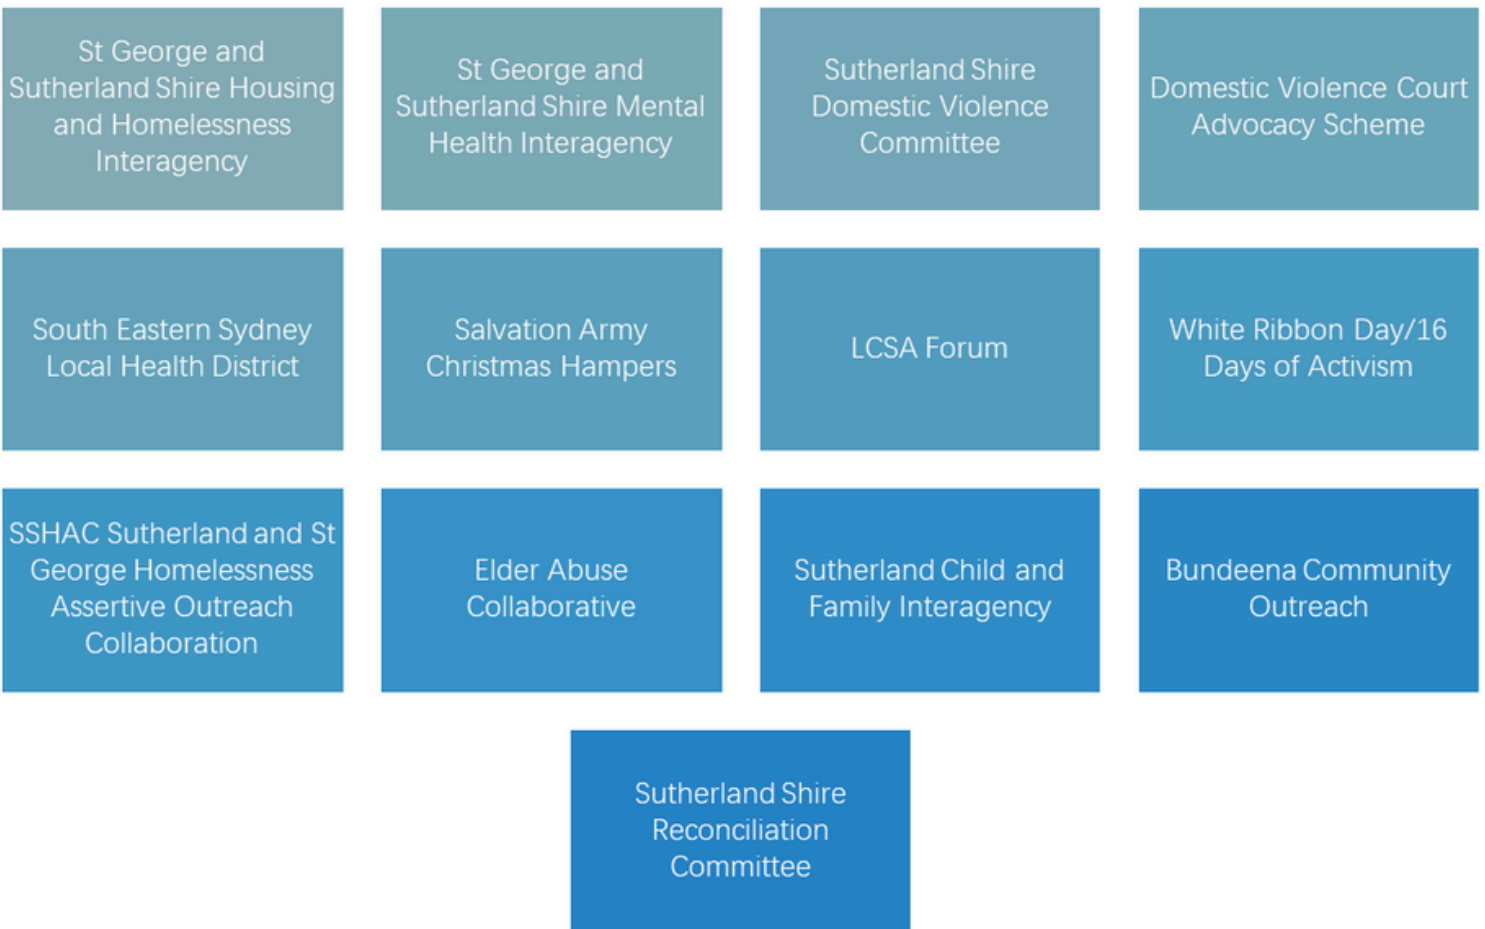 St George and
Sutherland Shire Housing
and Homelessness
Interagency
St George and
Sutherland Shire Mental
Health Interagency
Sutherland Shire
Domestic Violence
Committee
Domestic Violence Court
Advocacy Scheme
South Eastern Sydney
Local Health District
Salvation Army
Christmas Hampers
LCSA Forum
White Ribbon Day/16
Days of Activism
SSHAC Sutherland and St
George Homelessness
Assertive Outreach
Collaboration
Elder Abuse
Collaborative
Sutherland Child and
Family Interagency
Bundeena Community
Outreach
Sutherland Shire
Reconciliation
Committee